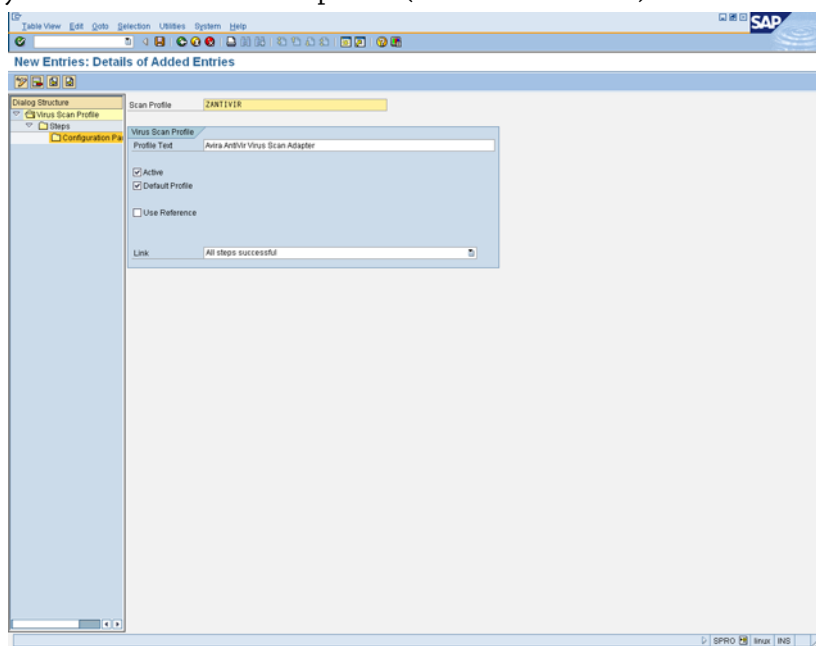 Table View Edit Goto Selection Utilities System Help
SAP
New Entries: Details of Added Entries
Dialog Structure
Virus Scan Profile
Steps
Configuration Pa
Scan Profile ZANTIVIR
Virus Scan Profile
Profile Text Avira AntiVir Virus Scan Adapter
Active
Default Profile
Use Reference
Link All steps successful
SPRO linux INS